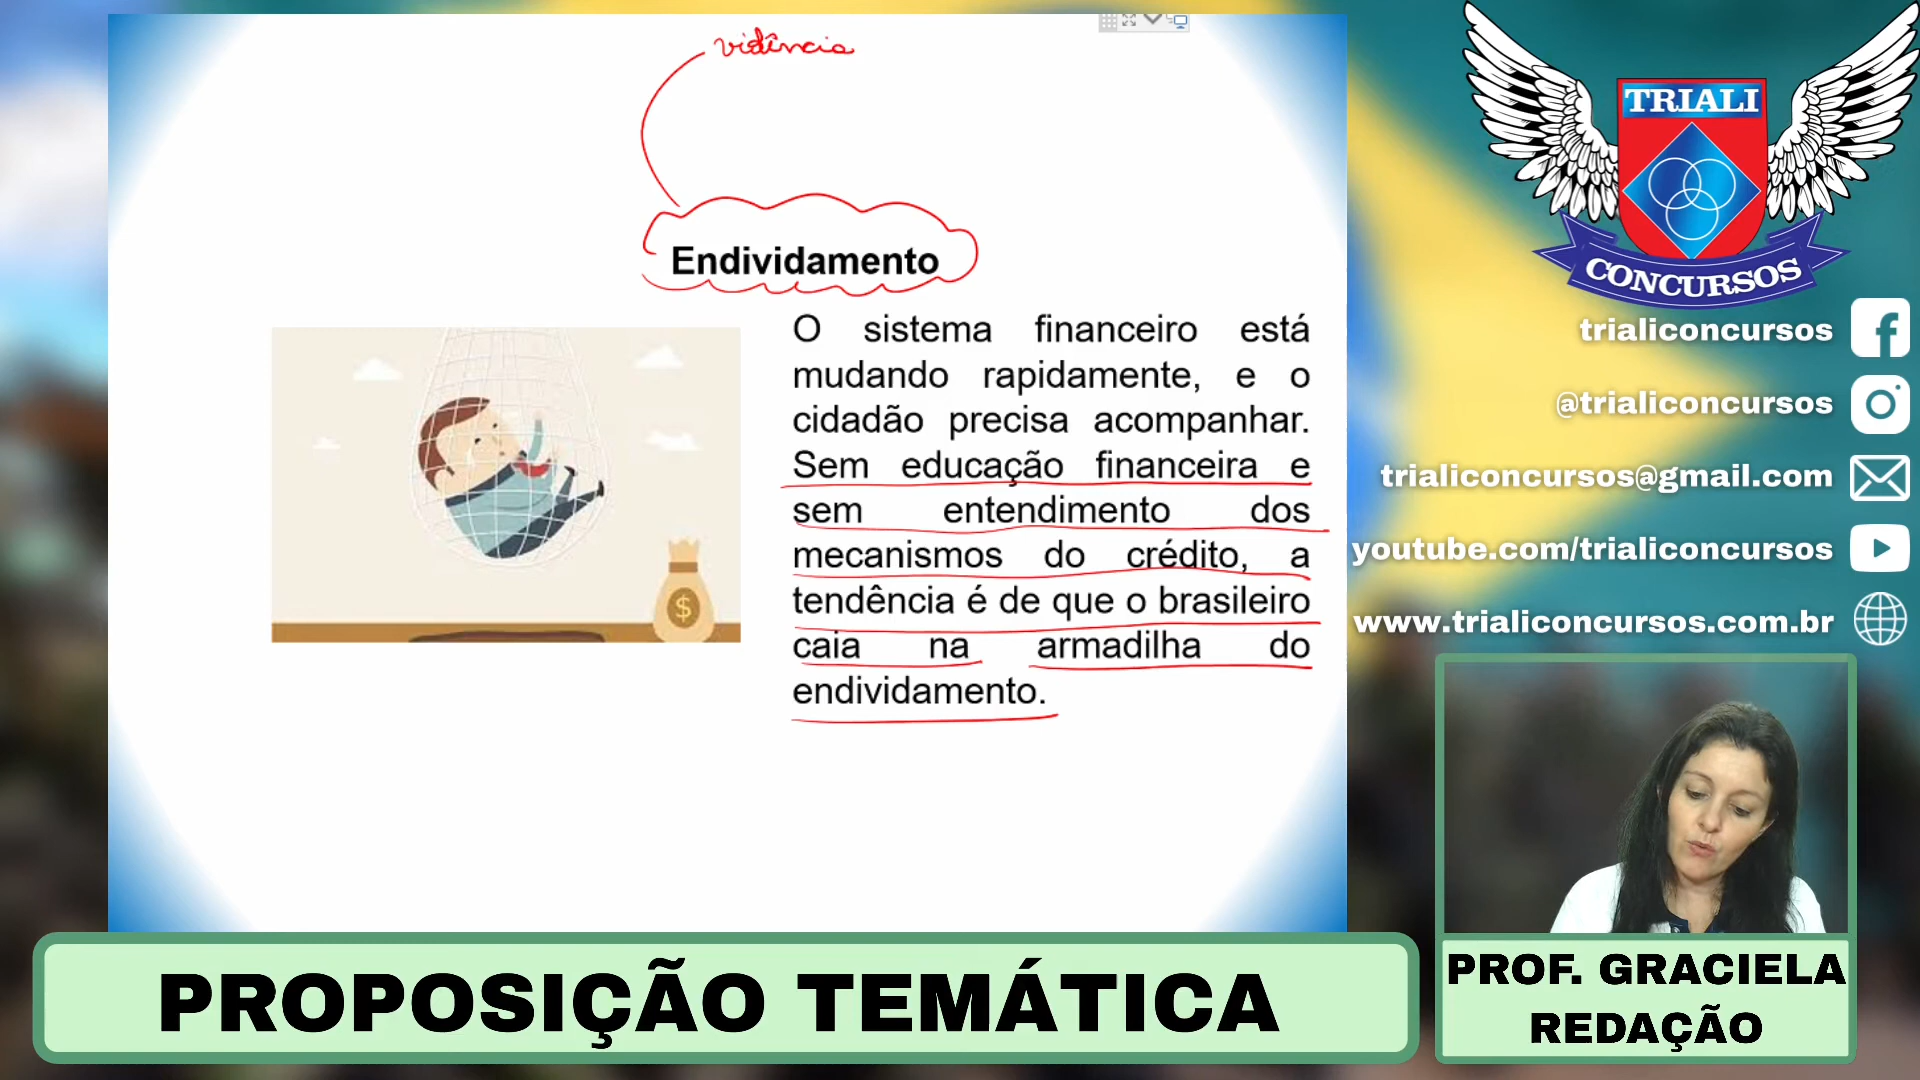 vidência
TRIALI
CONCURSOS
Endividamento
O sistema financeiro está
mudando rapidamente, e o
cidadão precisa acompanhar.
Sem educação financeira e
sem entendimento dos
mecanismos do crédito, a
tendência é de que o brasileiro
caia na armadilha do
endividamento.
$
trialiconcursos
@trialiconcursos
trialiconcursos@gmail.com
youtube.com/trialiconcursos
www.trialiconcursos.com.br
PROPOSIÇÃO TEMÁTICA
PROF. GRACIELA
REDAÇÃO